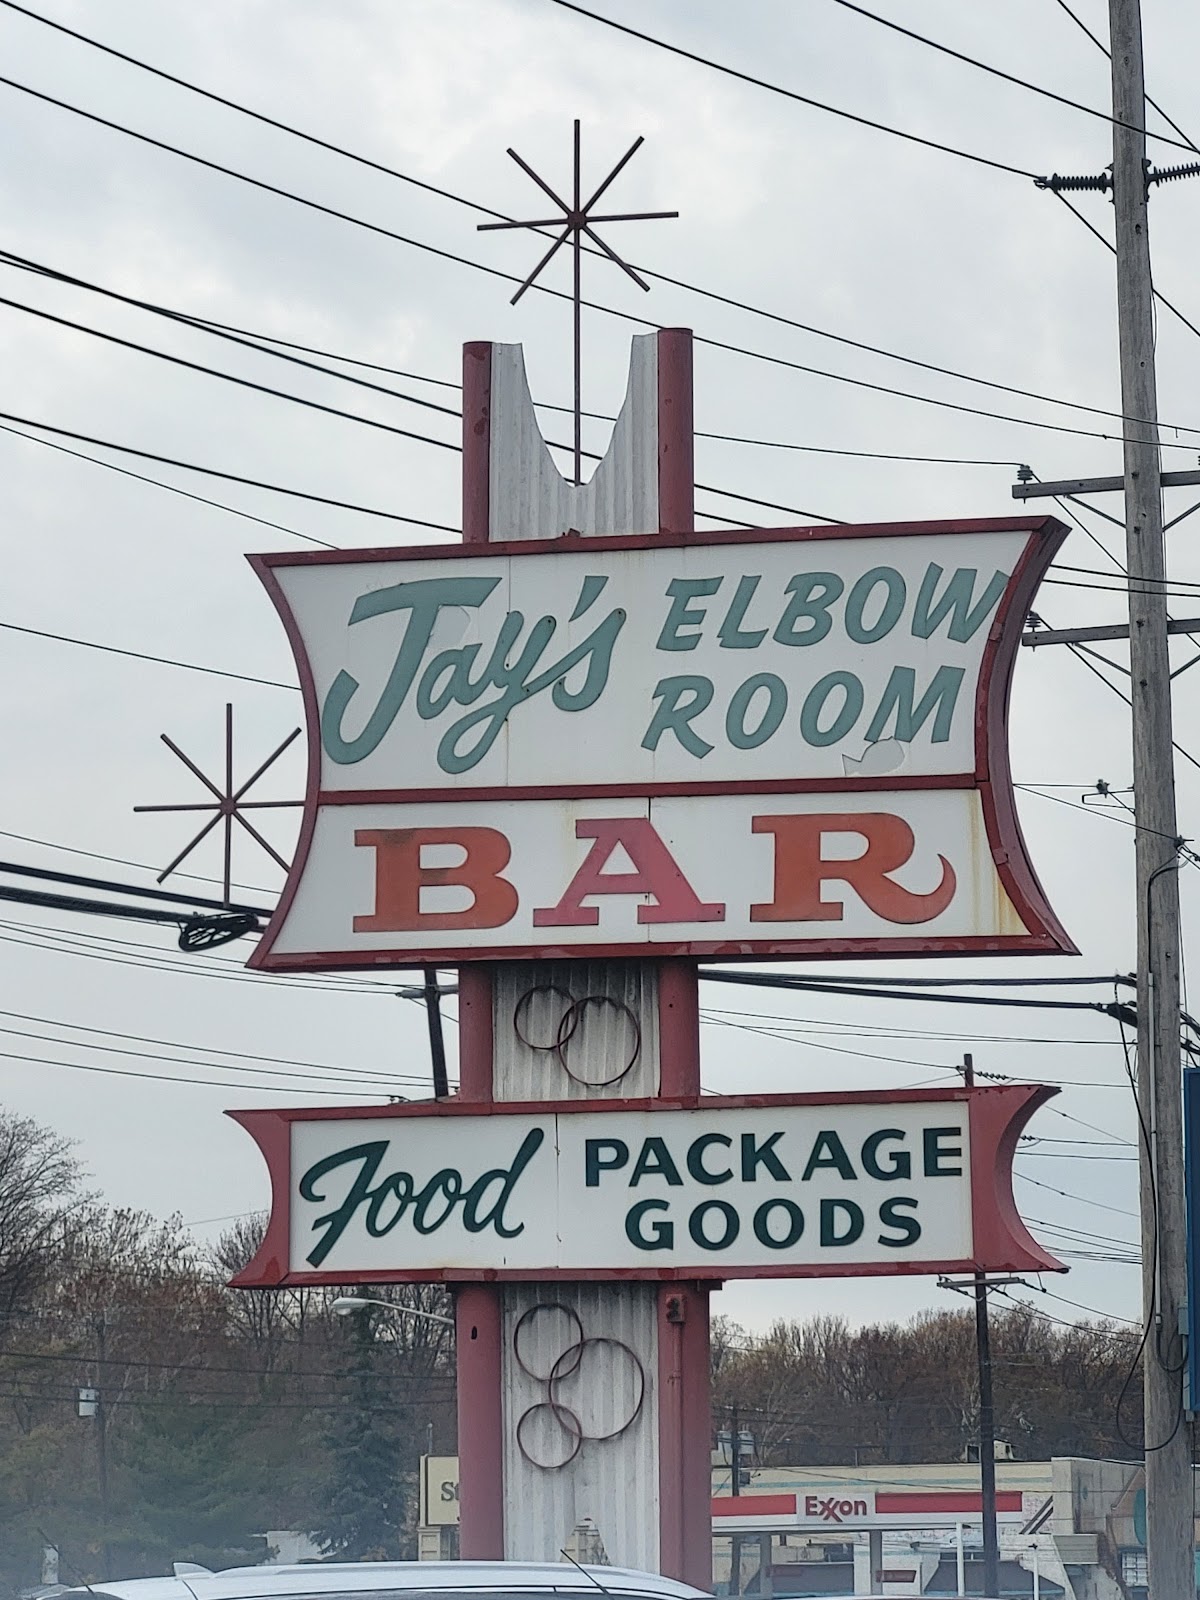 Jay's ELBOW
ROOM
BAR
Food PACKAGE
GOODS
Exxon